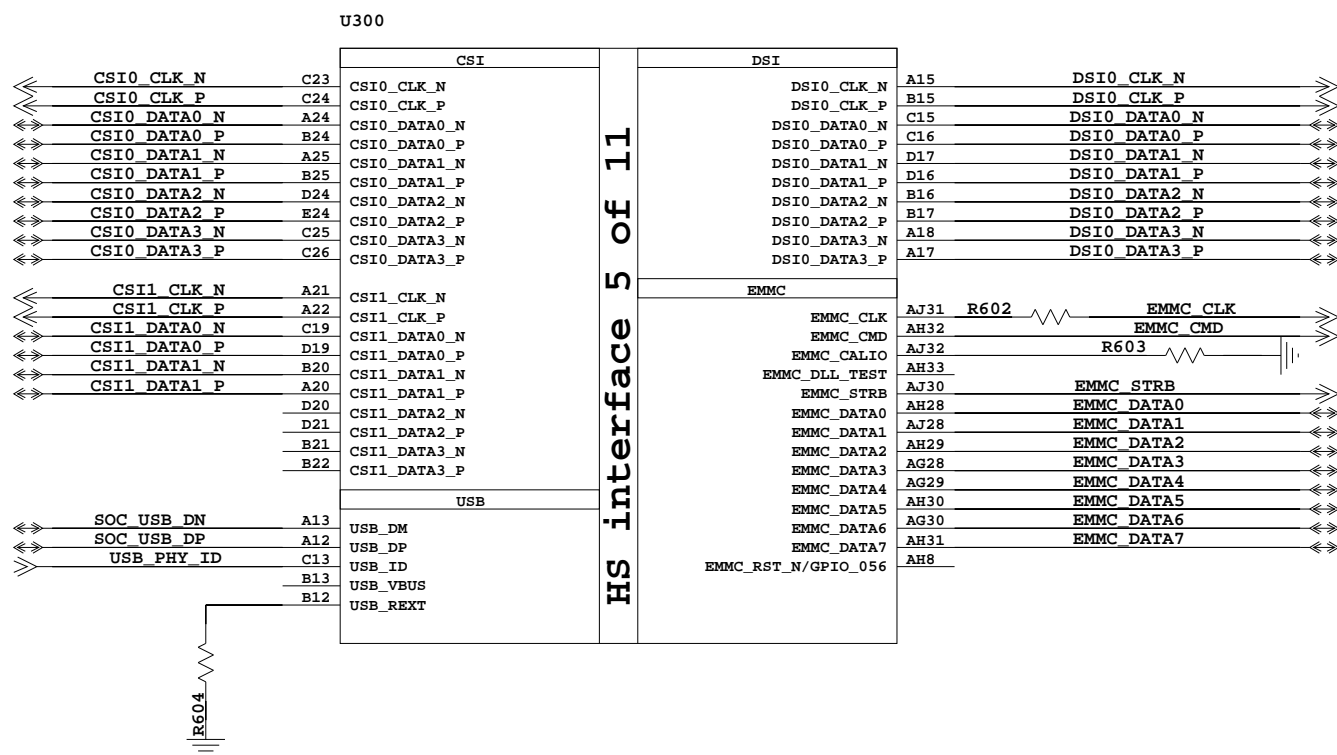 U300
CSI DSI
CSI0_CLK_N C23 CSI0_CLK_N DSI0_CLK_N A15 DSI0_CLK_N
CSI0_CLK_P C24 CSI0_CLK_P DSI0_CLK_P B15 DSI0_CLK_P
CSI0_DATA0_N A24 CSI0_DATA0_N DSI0_DATA0_N C15 DSI0_DATA0_N
CSI0_DATA0_P B24 CSI0_DATA0_P DSI0_DATA0_P C16 DSI0_DATA0_P
CSI0_DATA1_N A25 CSI0_DATA1_N DSI0_DATA1_N D17 DSI0_DATA1_N
CSI0_DATA1_P B25 CSI0_DATA1_P DSI0_DATA1_P D16 DSI0_DATA1_P
CSI0_DATA2_N D24 CSI0_DATA2_N DSI0_DATA2_N B16 DSI0_DATA2_N
CSI0_DATA2_P E24 CSI0_DATA2_P DSI0_DATA2_P B17 DSI0_DATA2_P
CSI0_DATA3_N C25 CSI0_DATA3_N DSI0_DATA3_N A18 DSI0_DATA3_N
CSI0_DATA3_P C26 CSI0_DATA3_P DSI0_DATA3_P A17 DSI0_DATA3_P
HS interface 5 of 11
EMMC
CSI1_CLK_N A21 CSI1_CLK_N
CSI1_CLK_P A22 CSI1_CLK_P EMMC_CLK AJ31 R602 EMMC_CLK
CSI1_DATA0_N C19 CSI1_DATA0_N EMMC_CMD AH32 EMMC_CMD
CSI1_DATA0_P D19 CSI1_DATA0_P EMMC_CALIO AJ32 R603
CSI1_DATA1_N B20 CSI1_DATA1_N EMMC_DLL_TEST AH33
CSI1_DATA1_P A20 CSI1_DATA1_P EMMC_STRB AJ30 EMMC_STRB
D20 CSI1_DATA2_N EMMC_DATA0 AH28 EMMC_DATA0
D21 CSI1_DATA2_P EMMC_DATA1 AJ28 EMMC_DATA1
B21 CSI1_DATA3_N EMMC_DATA2 AH29 EMMC_DATA2
B22 CSI1_DATA3_P EMMC_DATA3 AG28 EMMC_DATA3
EMMC_DATA4 AG29 EMMC_DATA4
USB EMMC_DATA5 AH30 EMMC_DATA5
SOC_USB_DN A13 USB_DM EMMC_DATA6 AG30 EMMC_DATA6
SOC_USB_DP A12 USB_DP EMMC_DATA7 AH31 EMMC_DATA7
USB_PHY_ID C13 USB_ID EMMC_RST_N/GPIO_056 AH8
B13 USB_VBUS
B12 USB_REXT
R604